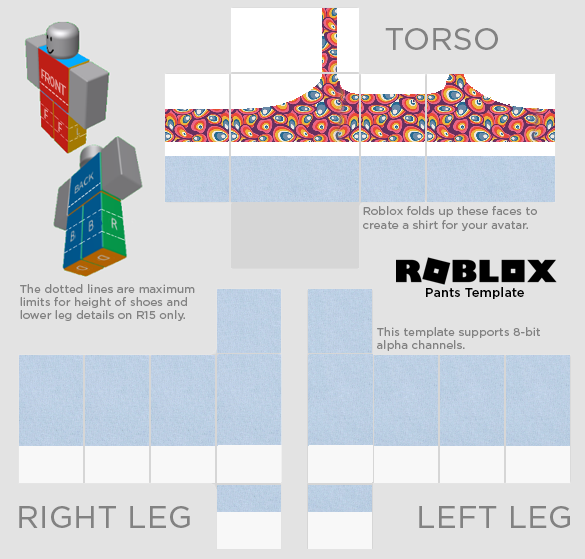 TORSO
FRONT
F
F
L
BACK
B
B
R
Roblox folds up these faces to
create a shirt for your avatar.
ROBLOX
Pants Template
The dotted lines are maximum
limits for height of shoes and
lower leg details on R15 only.
This template supports 8-bit
alpha channels.
RIGHT LEG
LEFT LEG